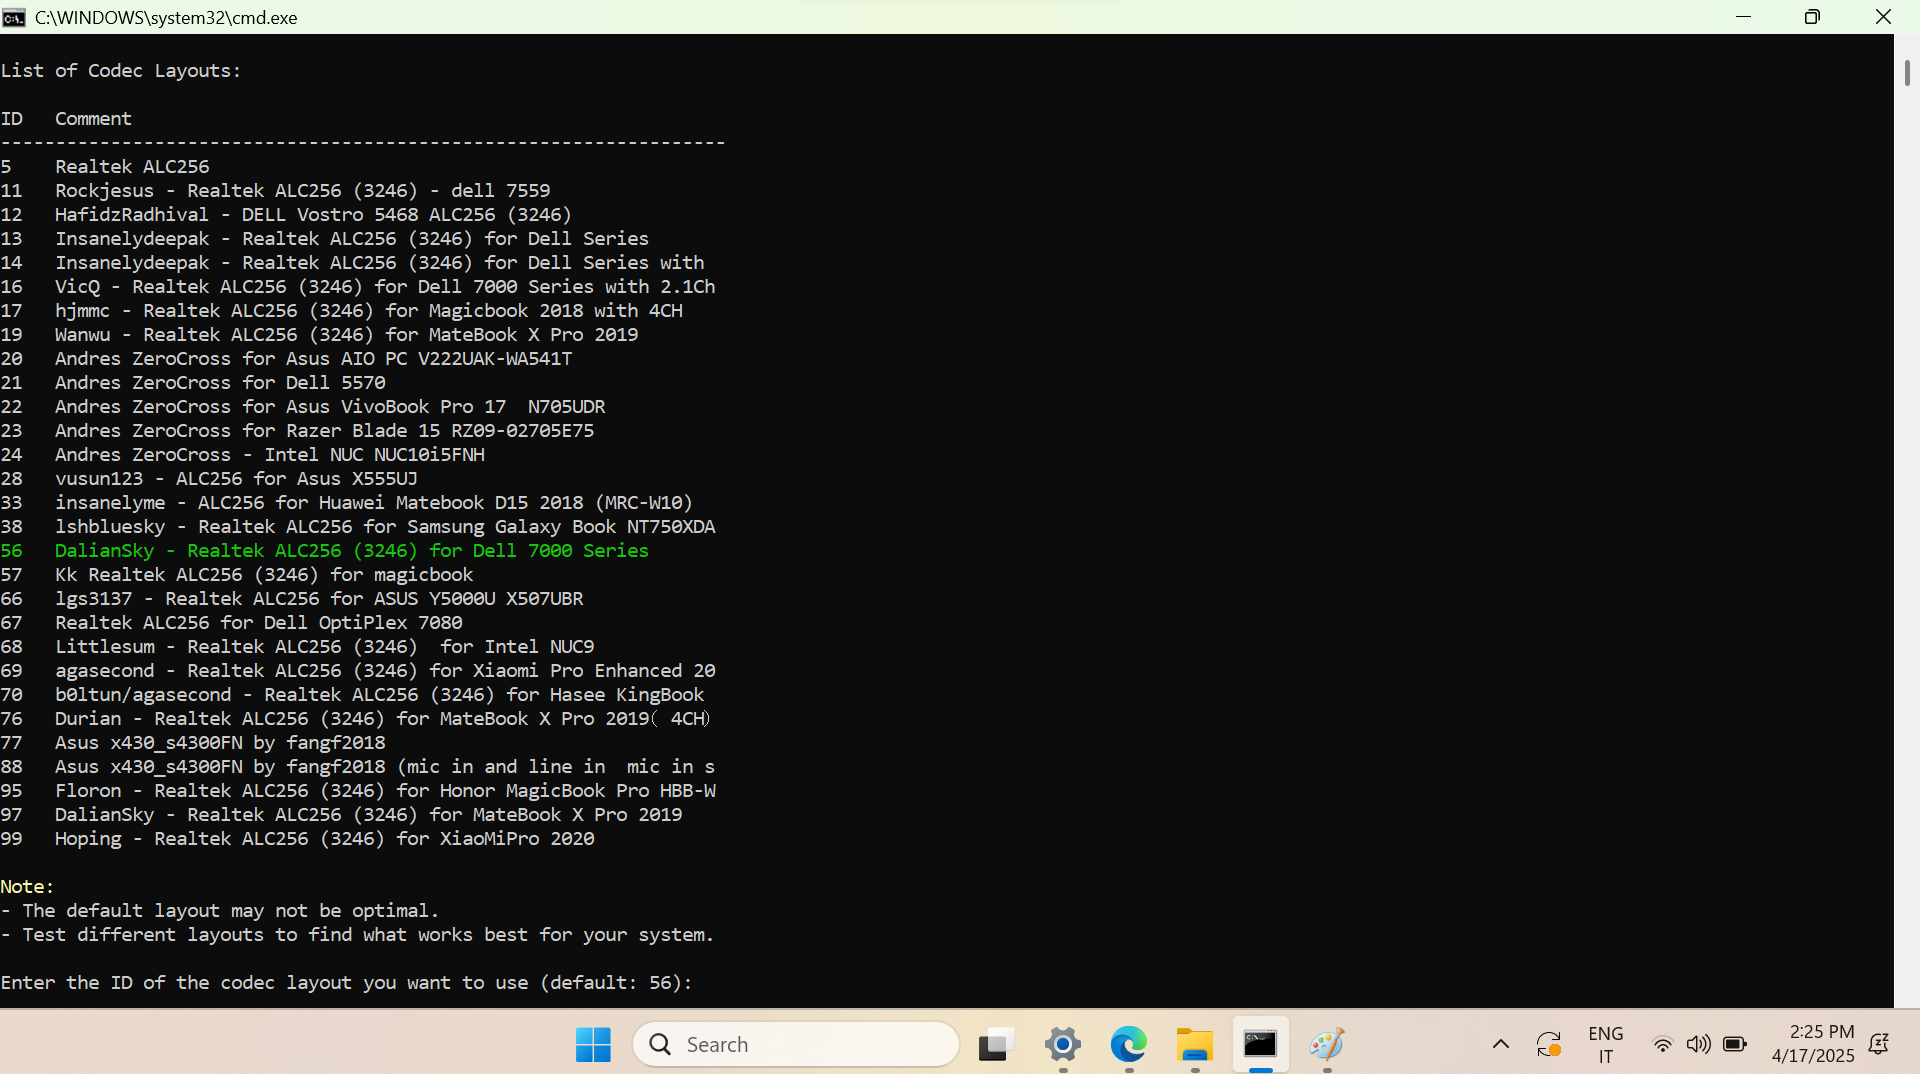 C:\WINDOWS\system32\cmd.exe
List of Codec Layouts:
ID   Comment
------------------------------------------------------------------
5    Realtek ALC256
11   Rockjesus - Realtek ALC256 (3246) - dell 7559
12   HafidzRadhival - DELL Vostro 5468 ALC256 (3246)
13   Insanelydeepak - Realtek ALC256 (3246) for Dell Series
14   Insanelydeepak - Realtek ALC256 (3246) for Dell Series with
16   VicQ - Realtek ALC256 (3246) for Dell 7000 Series with 2.1Ch
17   hjmmc - Realtek ALC256 (3246) for Magicbook 2018 with 4CH
19   Wanwu - Realtek ALC256 (3246) for MateBook X Pro 2019
20   Andres ZeroCross for Asus AIO PC V222UAK-WA541T
21   Andres ZeroCross for Dell 5570
22   Andres ZeroCross for Asus VivoBook Pro 17  N705UDR
23   Andres ZeroCross for Razer Blade 15 RZ09-02705E75
24   Andres ZeroCross - Intel NUC NUC10i5FNH
28   vusun123 - ALC256 for Asus X555UJ
33   insanelyme - ALC256 for Huawei Matebook D15 2018 (MRC-W10)
38   lshbluesky - Realtek ALC256 for Samsung Galaxy Book NT750XDA
56   DalianSky - Realtek ALC256 (3246) for Dell 7000 Series
57   Kk Realtek ALC256 (3246) for magicbook
66   lgs3137 - Realtek ALC256 for ASUS Y5000U X507UBR
67   Realtek ALC256 for Dell OptiPlex 7080
68   Littlesum - Realtek ALC256 (3246)  for Intel NUC9
69   agasecond - Realtek ALC256 (3246) for Xiaomi Pro Enhanced 20
70   b0ltun/agasecond - Realtek ALC256 (3246) for Hasee KingBook
76   Durian - Realtek ALC256 (3246) for MateBook X Pro 2019（ 4CH）
77   Asus x430_s4300FN by fangf2018
88   Asus x430_s4300FN by fangf2018 (mic in and line in  mic in s
95   Floron - Realtek ALC256 (3246) for Honor MagicBook Pro HBB-W
97   DalianSky - Realtek ALC256 (3246) for MateBook X Pro 2019
99   Hoping - Realtek ALC256 (3246) for XiaoMiPro 2020
Note:
- The default layout may not be optimal.
- Test different layouts to find what works best for your system.
Enter the ID of the codec layout you want to use (default: 56):
Search
ENG
IT
2:25 PM
4/17/2025